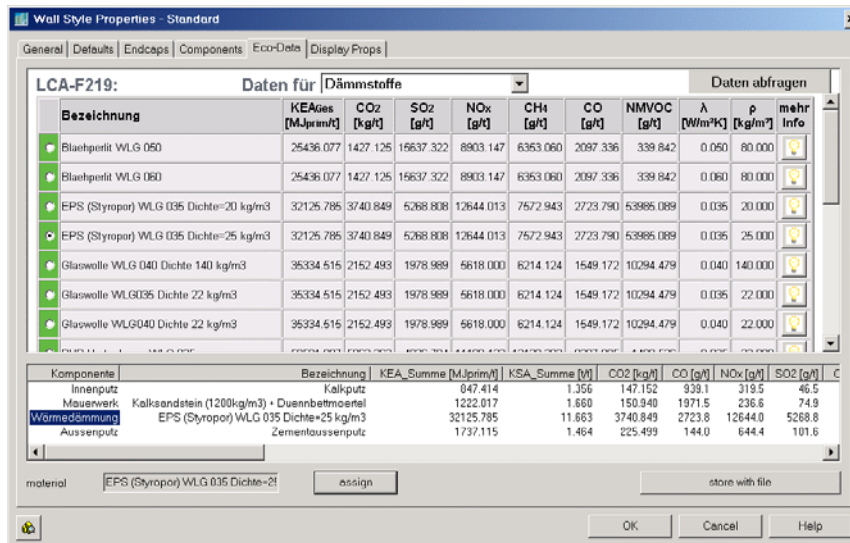 Wall Style Properties - Standard
General Defaults Endcaps Components Eco-Data Display Props
LCA-F219: Daten für Dämmstoffe Daten abfragen
Bezeichnung KEAGes [MJprim/t] CO2 [kg/t] SO2 [g/t] NOx [g/t] CH4 [g/t] CO [g/t] NMVOC [g/t] λ [W/m²K] ρ [kg/m³] mehr Info
Blaehperlit WLG 050 25436.077 1427.125 15637.322 8903.147 6353.060 2097.336 339.842 0.050 80.000
Blaehperlit WLG 060 25436.077 1427.125 15637.322 8903.147 6353.060 2097.336 339.842 0.060 80.000
EPS (Styropor) WLG 035 Dichte=20 kg/m3 32125.785 3740.849 5268.808 12644.013 7572.943 2723.790 53985.089 0.035 20.000
EPS (Styropor) WLG 035 Dichte=25 kg/m3 32125.785 3740.849 5268.808 12644.013 7572.943 2723.790 53985.089 0.035 25.000
Glaswolle WLG 040 Dichte 140 kg/m3 35334.515 2152.493 1978.989 5618.000 6214.124 1549.172 10294.479 0.040 140.000
Glaswolle WLG035 Dichte 22 kg/m3 35334.515 2152.493 1978.989 5618.000 6214.124 1549.172 10294.479 0.035 22.000
Glaswolle WLG040 Dichte 22 kg/m3 35334.515 2152.493 1978.989 5618.000 6214.124 1549.172 10294.479 0.040 22.000
Komponente Bezeichnung KEA_Summe [MJprim/t] KSA_Summe [t/t] CO2 [kg/t] CO [g/t] NOx [g/t] SO2 [g/t] C
Innenputz Kalkputz 847.414 1.356 147.152 939.1 319.5 46.5
Mauerwerk Kalksandstein (1200kg/m3) + Duennbettmoertel 1222.017 1.660 150.940 1971.5 236.6 74.9
Wärmedämmung EPS (Styropor) WLG 035 Dichte=25 kg/m3 32125.785 11.663 3740.849 2723.8 12644.0 5268.8
Aussenputz Zementaussenputz 1737.115 1.464 225.499 144.0 644.4 101.6
material EPS (Styropor) WLG 035 Dichte=25 assign store with file
OK Cancel Help